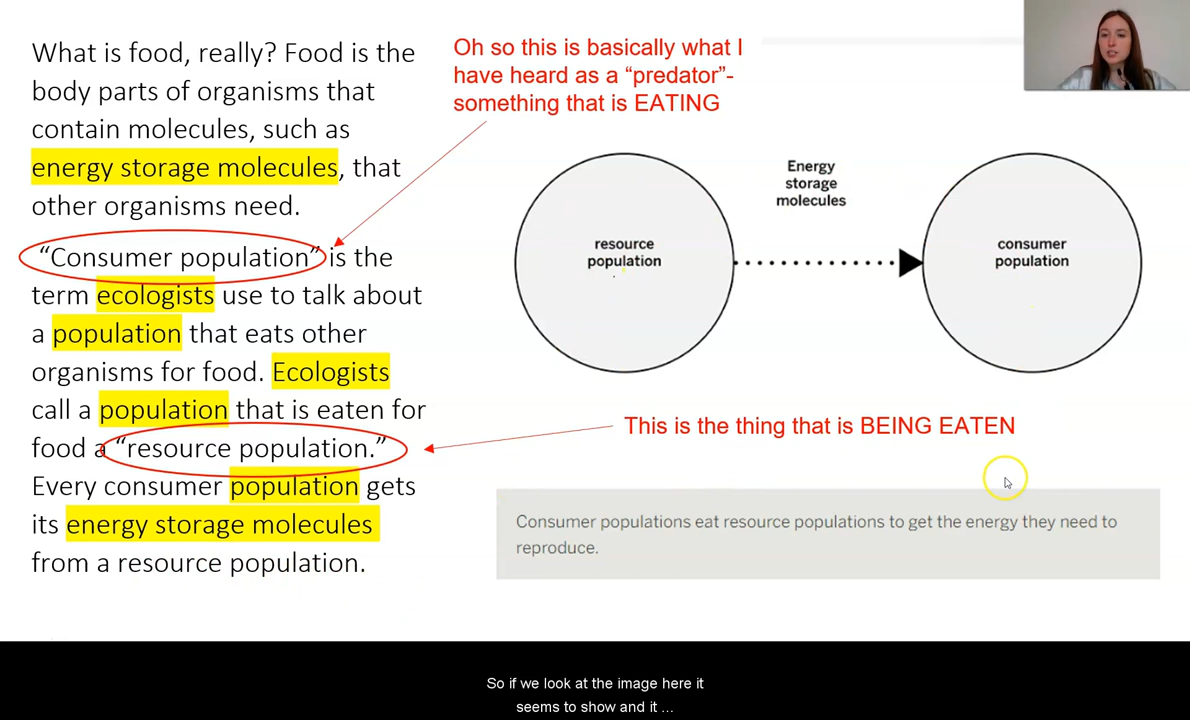 What is food, really? Food is the
body parts of organisms that
contain molecules, such as
energy storage molecules, that
other organisms need.
“Consumer population” is the
term ecologists use to talk about
a population that eats other
organisms for food. Ecologists
call a population that is eaten for
food a “resource population.”
Every consumer population gets
its energy storage molecules
from a resource population.
Oh so this is basically what I
have heard as a “predator”-
something that is EATING
resource
population
Energy
storage
molecules
consumer
population
This is the thing that is BEING EATEN
Consumer populations eat resource populations to get the energy they need to
reproduce.
So if we look at the image here it
seems to show and it ...